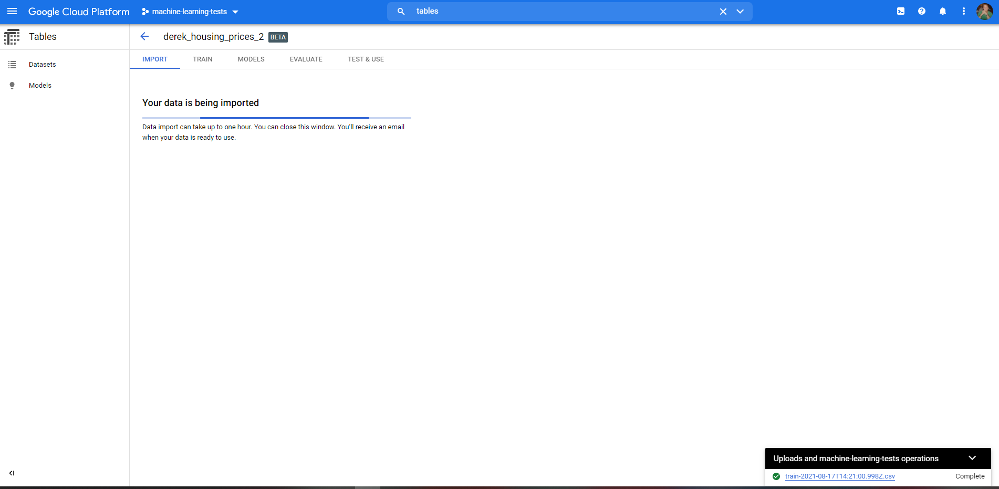 Google Cloud Platform machine-learning-tests tables
Tables derek_housing_prices_2 BETA
IMPORT TRAIN MODELS EVALUATE TEST & USE
Datasets
Models
Your data is being imported
Data import can take up to one hour. You can close this window. You’ll receive an email
when your data is ready to use.
Uploads and machine-learning-tests operations
train-2021-08-17T14:21:00.998Z.csv Complete